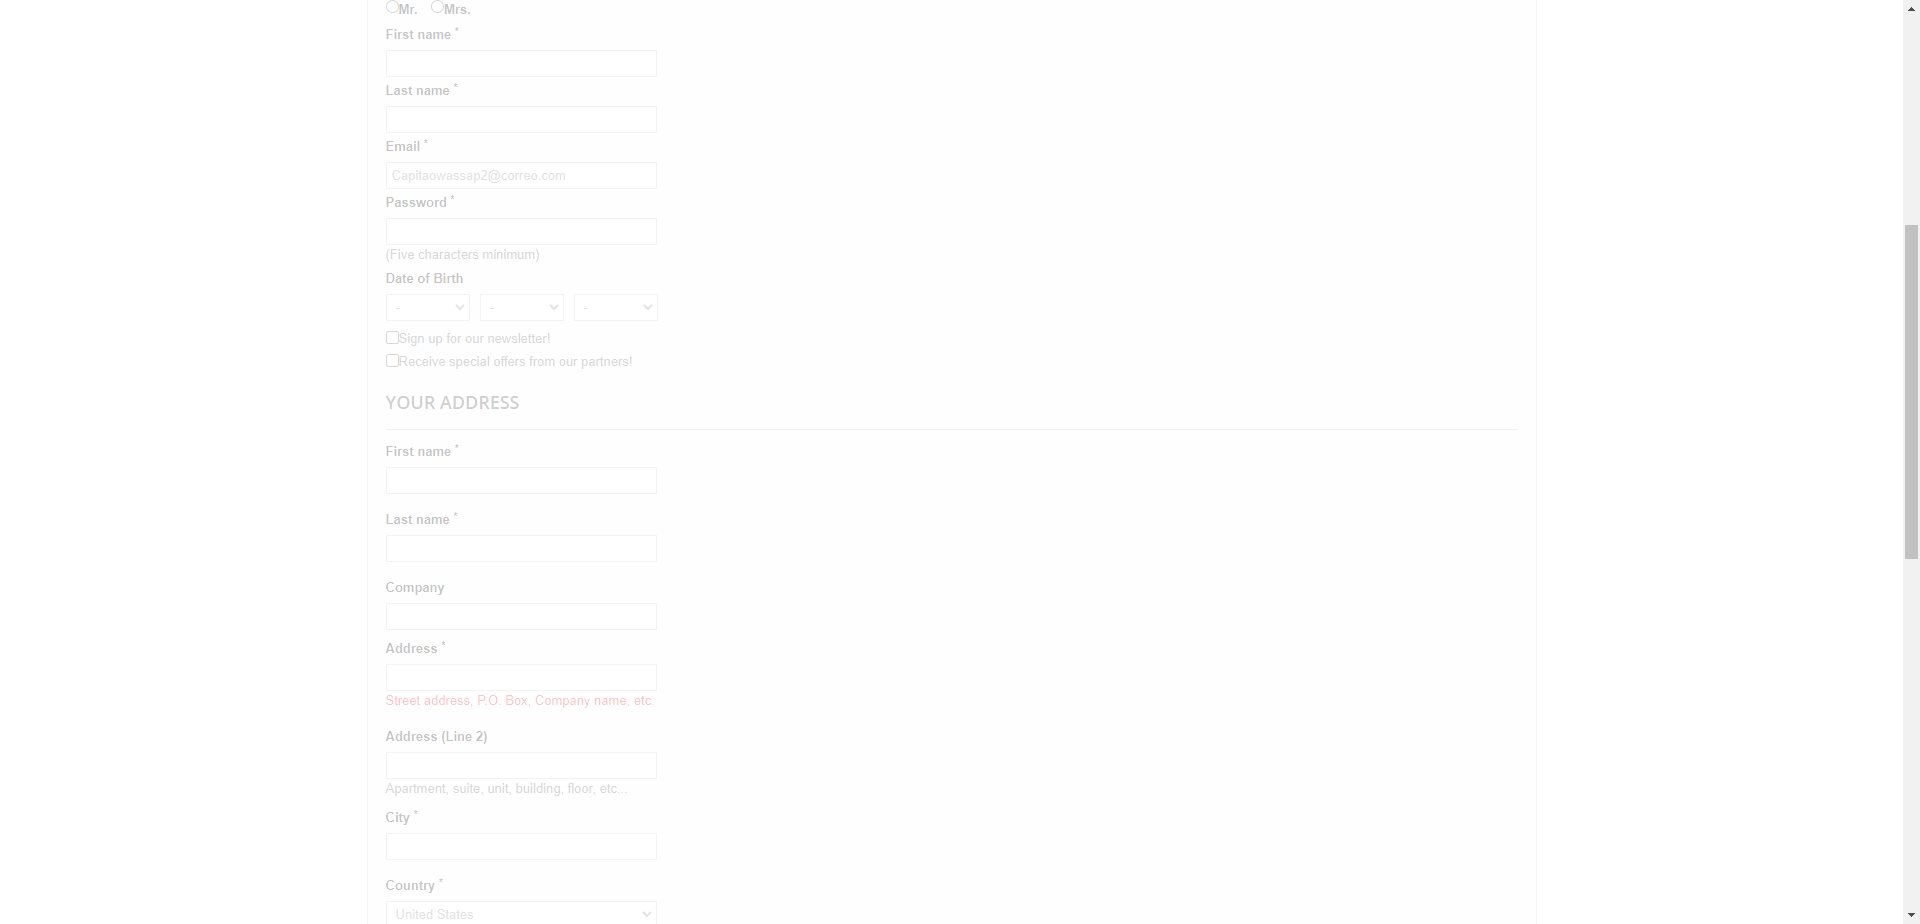 Mr. Mrs.
First name *
Last name *
Email *
Capitaowassap2@correo.com
Password *
(Five characters minimum)
Date of Birth
- - -
Sign up for our newsletter!
Receive special offers from our partners!
YOUR ADDRESS
First name *
Last name *
Company
Address *
Street address, P.O. Box, Company name, etc.
Address (Line 2)
Apartment, suite, unit, building, floor, etc...
City *
Country *
United States